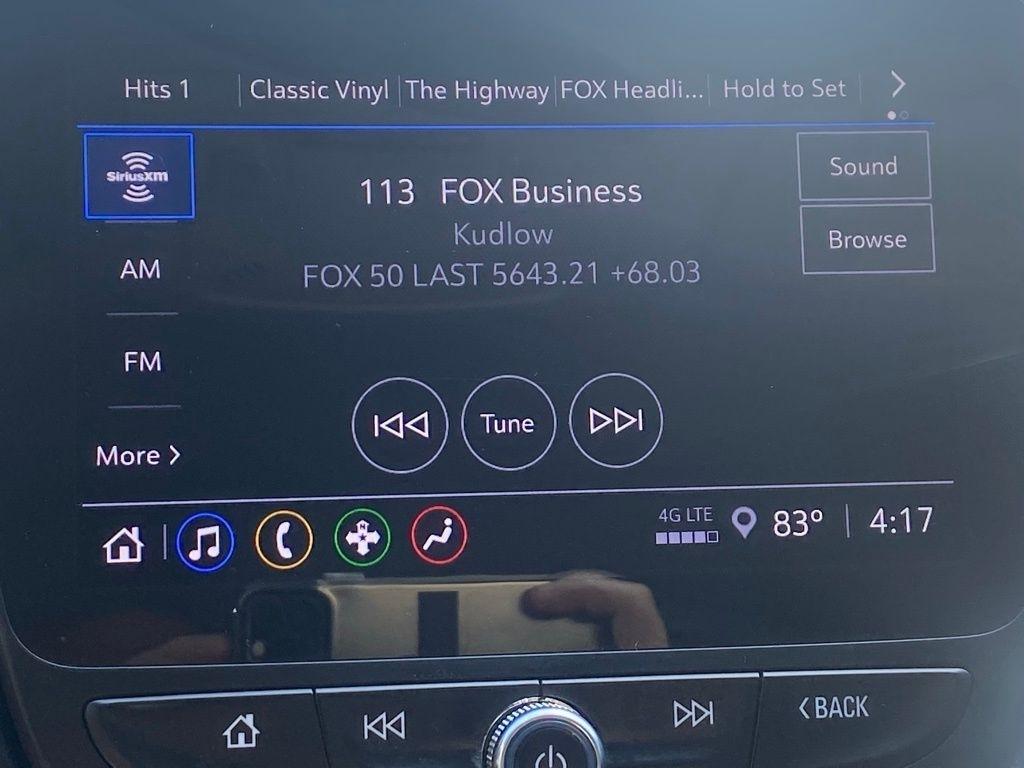 Hits 1 Classic Vinyl The Highway FOX Headli... Hold to Set
SiriusXM
Sound
113 FOX Business
Kudlow
Browse
AM
FOX 50 LAST 5643.21 +68.03
FM
Tune
More
4G LTE
83º 4:17
N
BACK